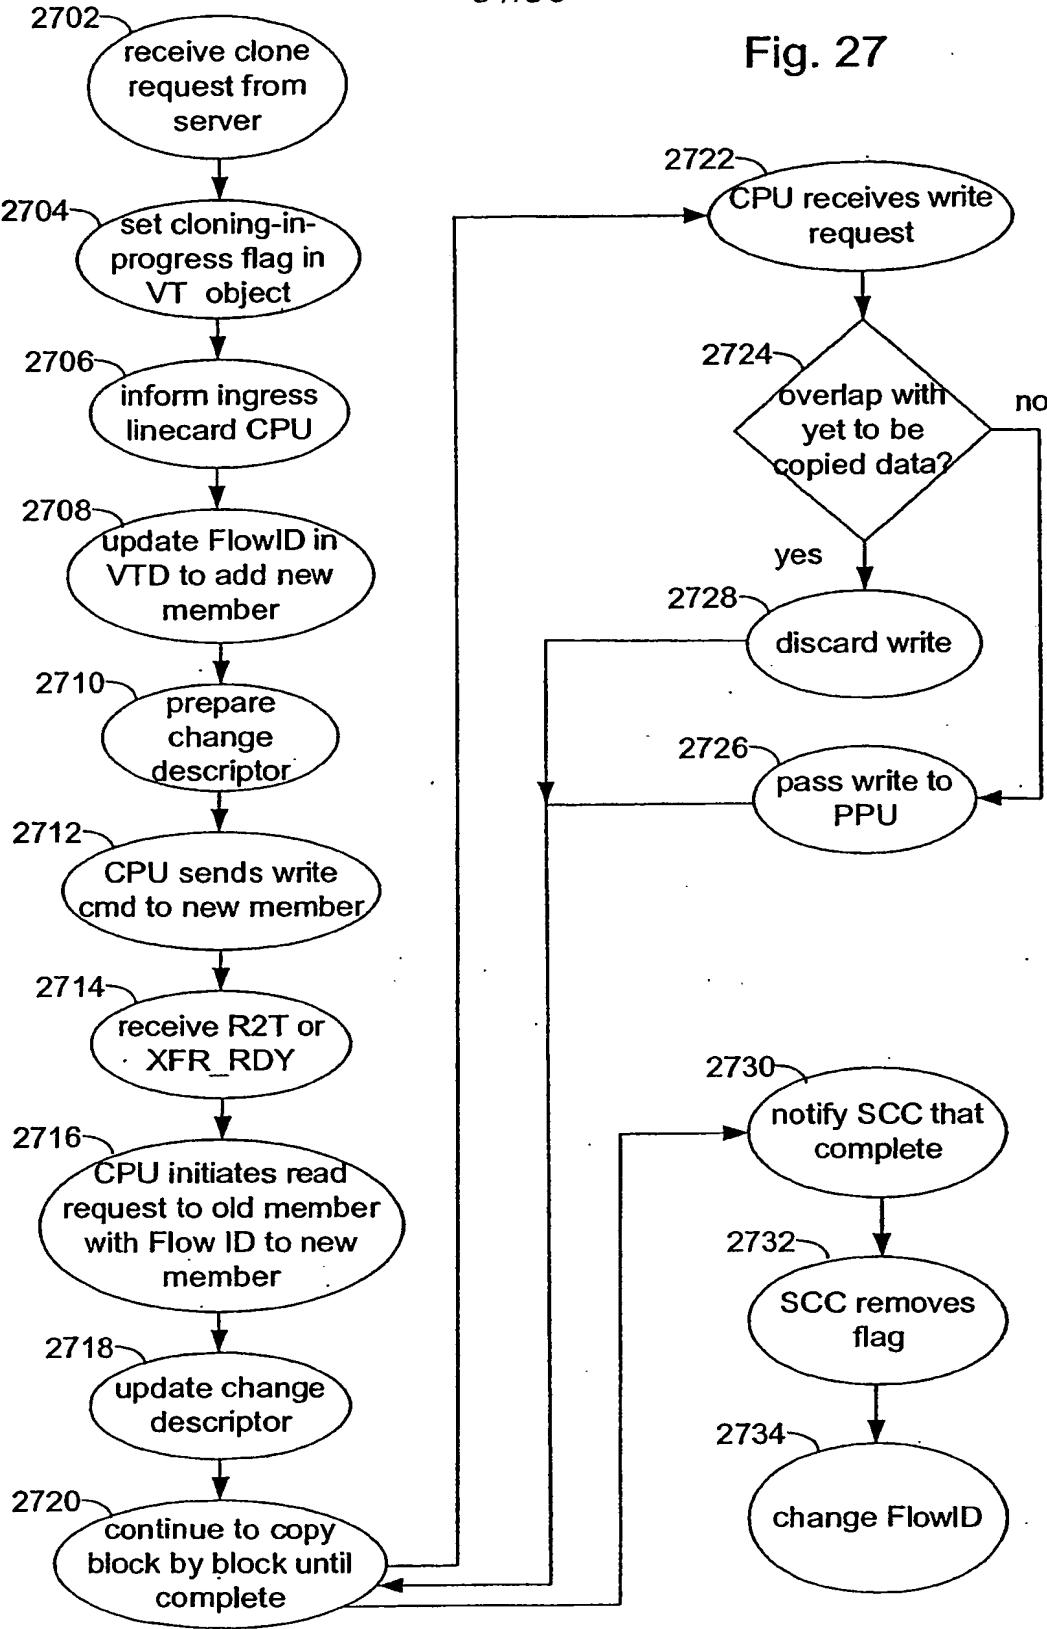 Fig. 27
2702
receive clone
request from
server
2704
set cloning-in-
progress flag in
VT object
2706
inform ingress
linecard CPU
2708
update FlowID in
VTD to add new
member
2710
prepare
change
descriptor
2712
CPU sends write
cmd to new member
2714
receive R2T or
XFR_RDY
2716
CPU initiates read
request to old member
with Flow ID to new
member
2718
update change
descriptor
2720
continue to copy
block by block until
complete
2722
CPU receives write
request
2724
overlap with
yet to be
copied data?
no
yes
2728
discard write
2726
pass write to
PPU
2730
notify SCC that
complete
2732
SCC removes
flag
2734
change FlowID